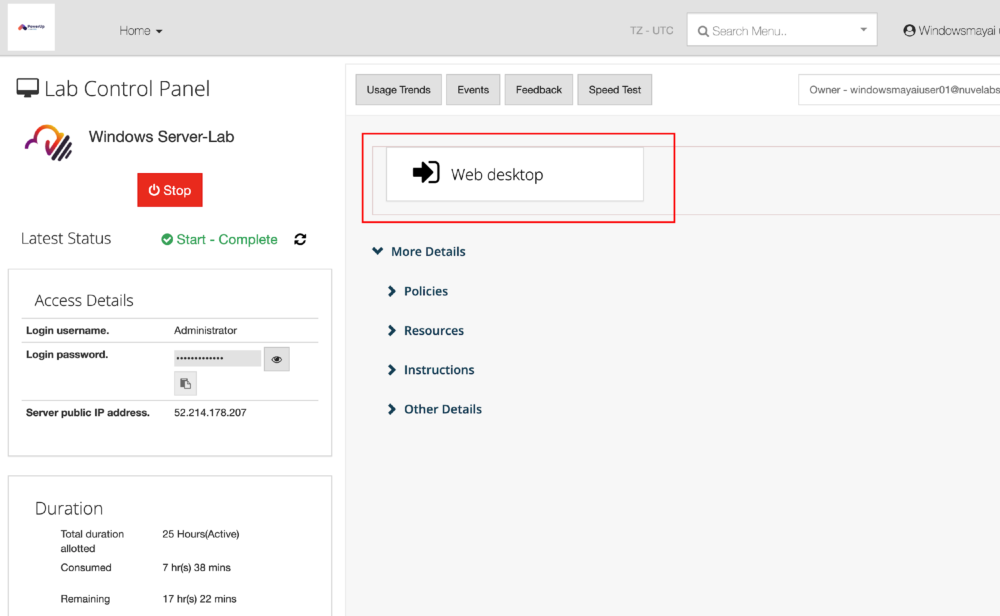 PowerUp
Home
TZ - UTC
Search Menu..
Windowsmayai
Lab Control Panel
Windows Server-Lab
Stop
Latest Status
Start - Complete
Access Details
Login username.
Administrator
Login password.
•••••••••••••
Server public IP address.
52.214.178.207
Duration
Total duration
allotted
25 Hours(Active)
Consumed
7 hr(s) 38 mins
Remaining
17 hr(s) 22 mins
Usage Trends
Events
Feedback
Speed Test
Owner - windowsmayaiuser01@nuvelabs
Web desktop
More Details
Policies
Resources
Instructions
Other Details